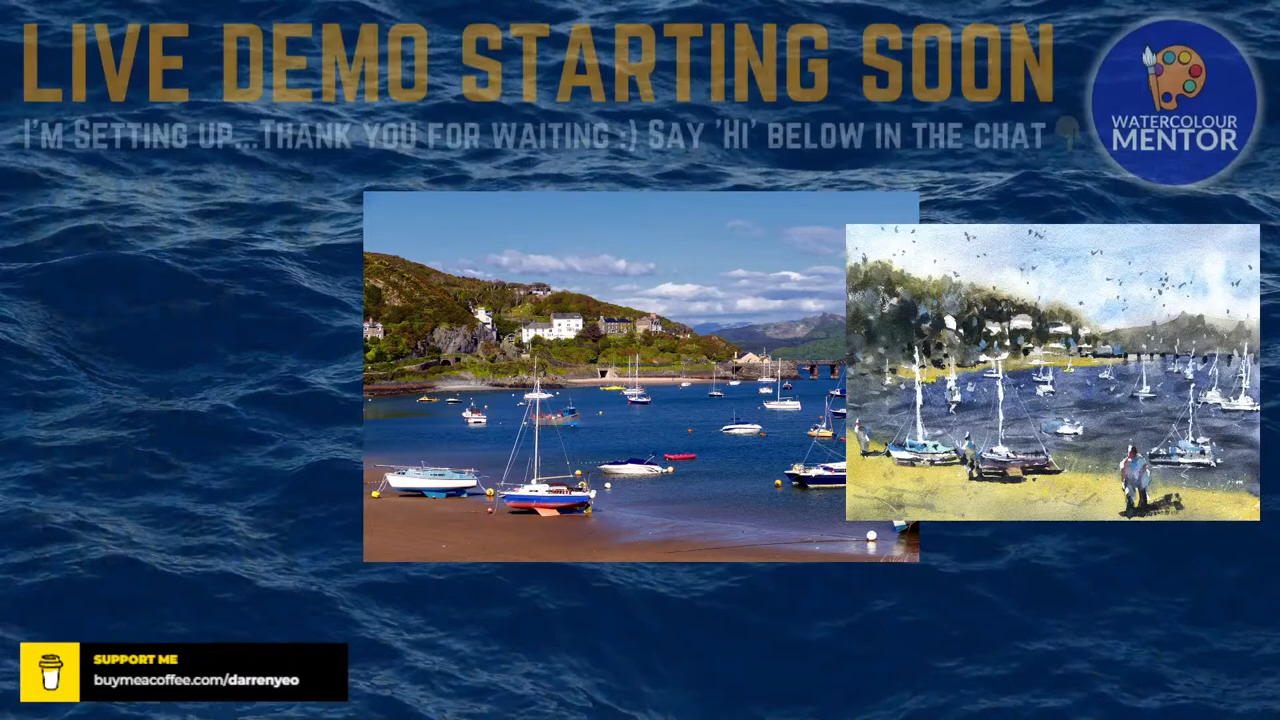 LIVE DEMO STARTING SOON
I'M SETTING UP...THANK YOU FOR WAITING :) SAY 'HI' BELOW IN THE CHAT
WATERCOLOUR
MENTOR
SUPPORT ME
buymeacoffee.com/darrenyeo